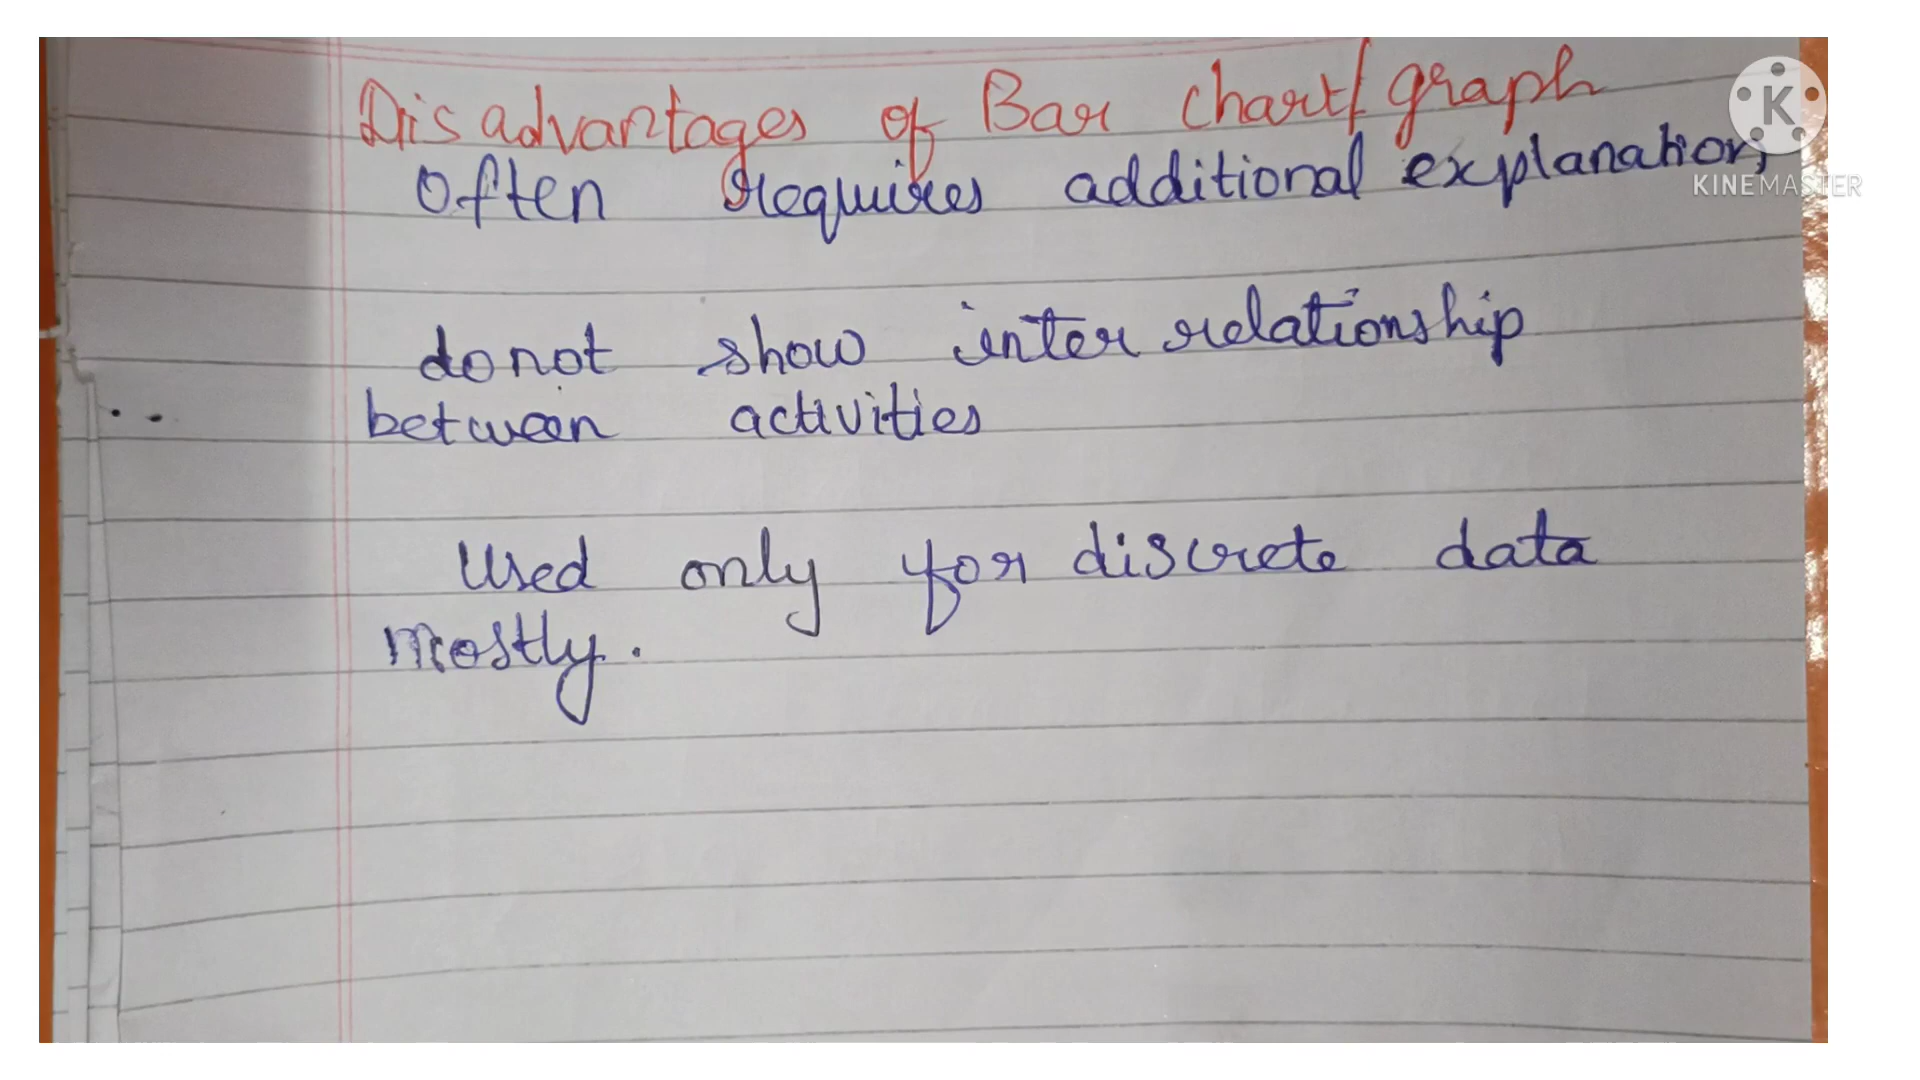 Disadvantages of Bar chart/graph
Often requires additional explanation,
do not show inter relationship
between activities
Used only for discrete data
mostly.
K
KINEMASTER